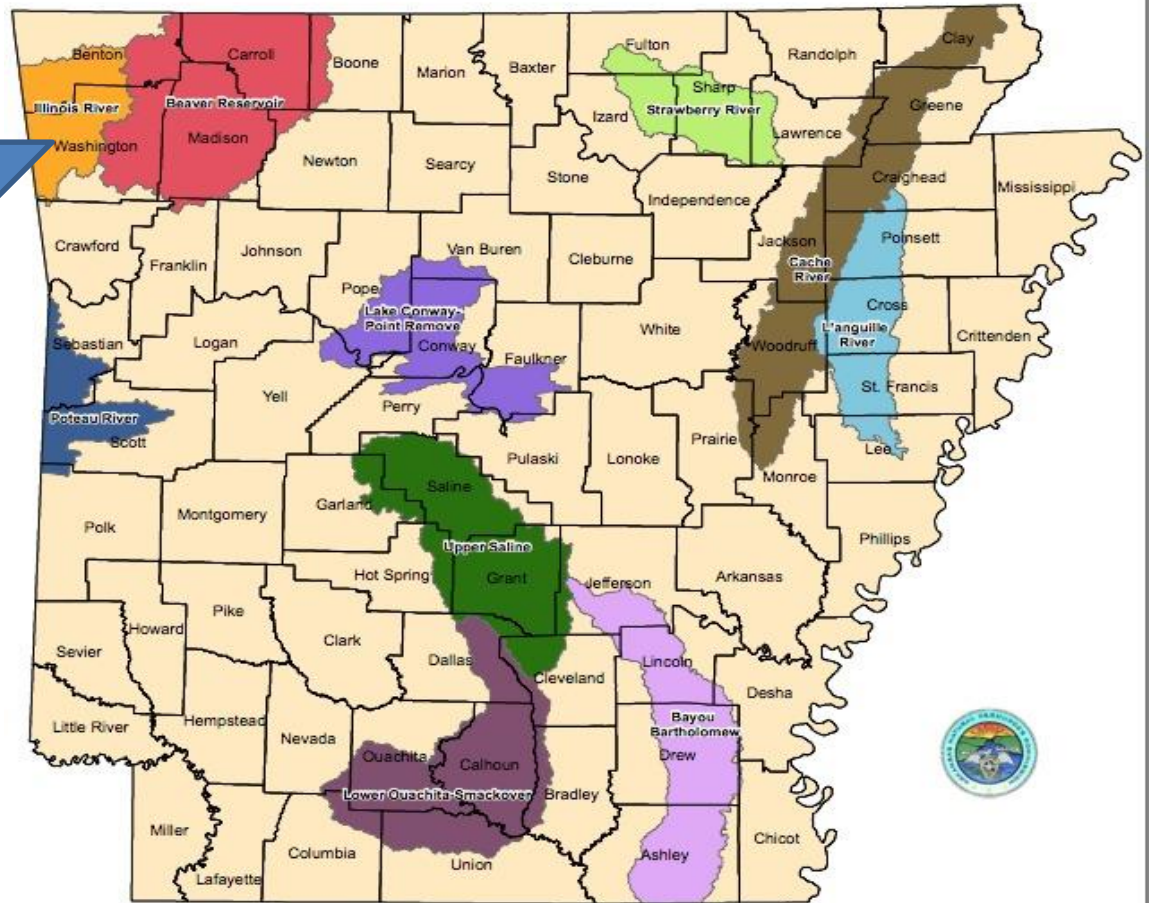 Benton
Carroll
Boone
Marion
Baxter
Fulton
Randolph
Clay
Illinois River
Beaver Reservoir
Sharp
Strawberry River
Greene
Izard
Lawrence
Washington
Madison
Newton
Searcy
Stone
Independence
Craighead
Mississippi
Crawford
Franklin
Johnson
Van Buren
Cleburne
Jackson
Poinsett
Cache
River
Pope
Lake Conway-
Point Remove
Conway
White
Cross
Crittenden
Sebastian
Logan
Faulkner
Woodruff
L'anguille
River
St. Francis
Yell
Perry
Poteau River
Scott
Pulaski
Lonoke
Prairie
Lee
Monroe
Polk
Montgomery
Garland
Saline
Phillips
Upper Saline
Hot Spring
Grant
Jefferson
Arkansas
Howard
Pike
Clark
Sevier
Dallas
Cleveland
Lincoln
Desha
Little River
Hempstead
Nevada
Bayou
Bartholomew
Drew
Ouachita
Calhoun
Lower Ouachita-Smackover
Bradley
Miller
Columbia
Union
Ashley
Chicot
Lafayette